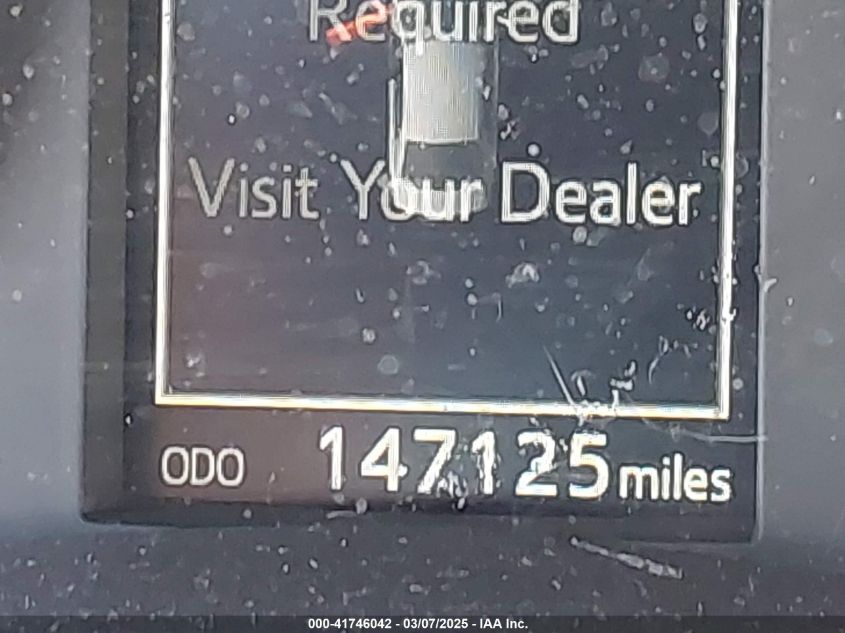 Required
Visit Your Dealer
ODO 147125 miles
000-41746042 - 03/07/2025 - IAA Inc.